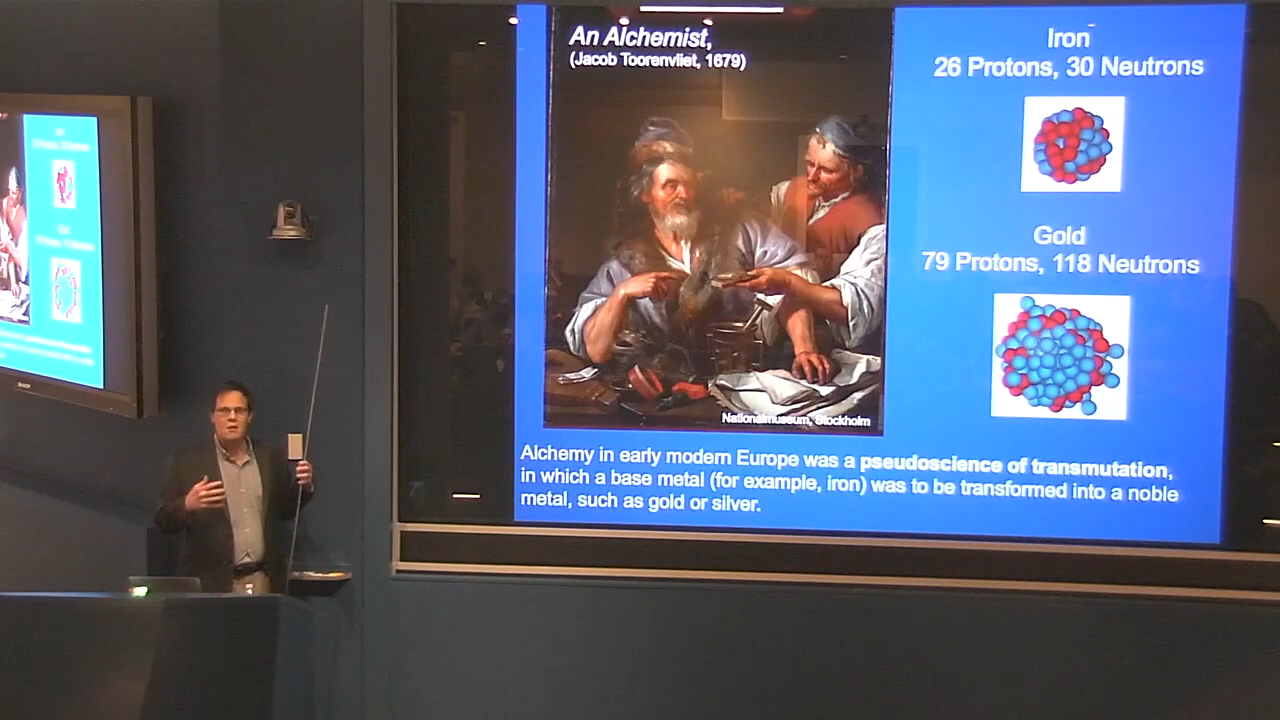 An Alchemist,
(Jacob Toorenvliet, 1679)
Nationalmuseum, Stockholm
Iron
26 Protons, 30 Neutrons
Gold
79 Protons, 118 Neutrons
Alchemy in early modern Europe was a pseudoscience of transmutation,
in which a base metal (for example, iron) was to be transformed into a noble
metal, such as gold or silver.